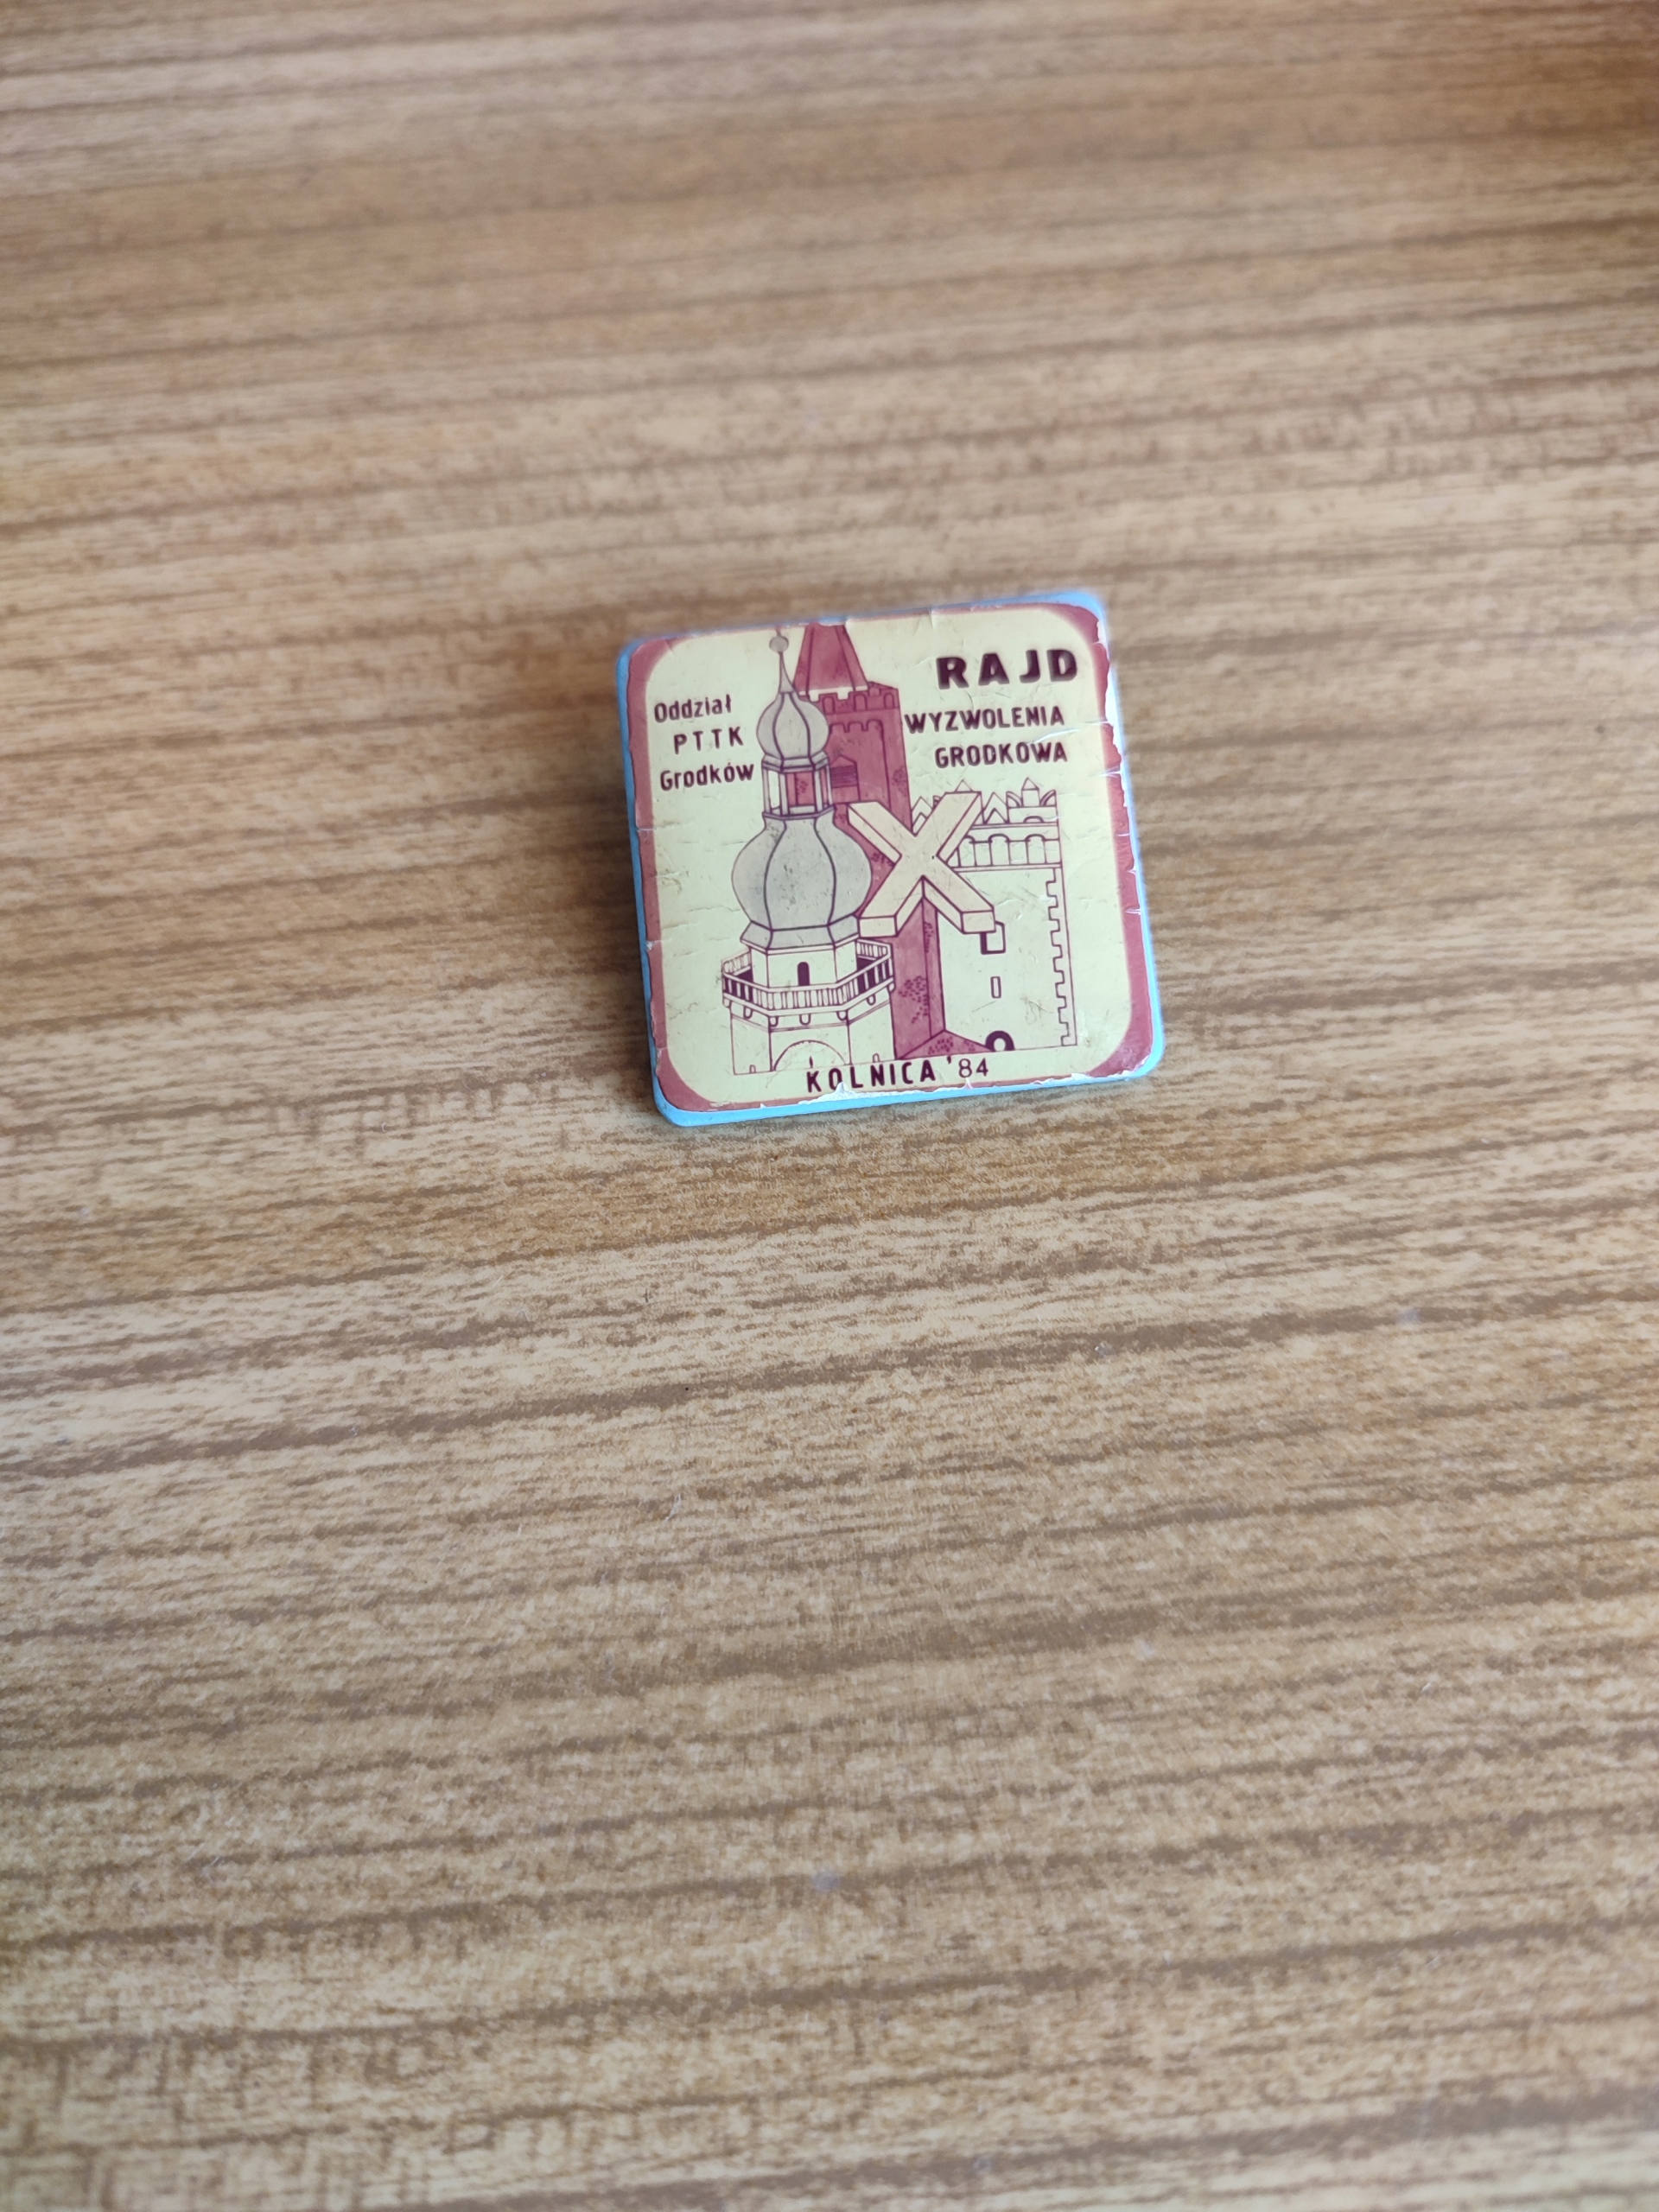 Oddział
PTTK
Grodków
RAJD
WYZWOLENIA
GRODKOWA
X
KOLNICA '84